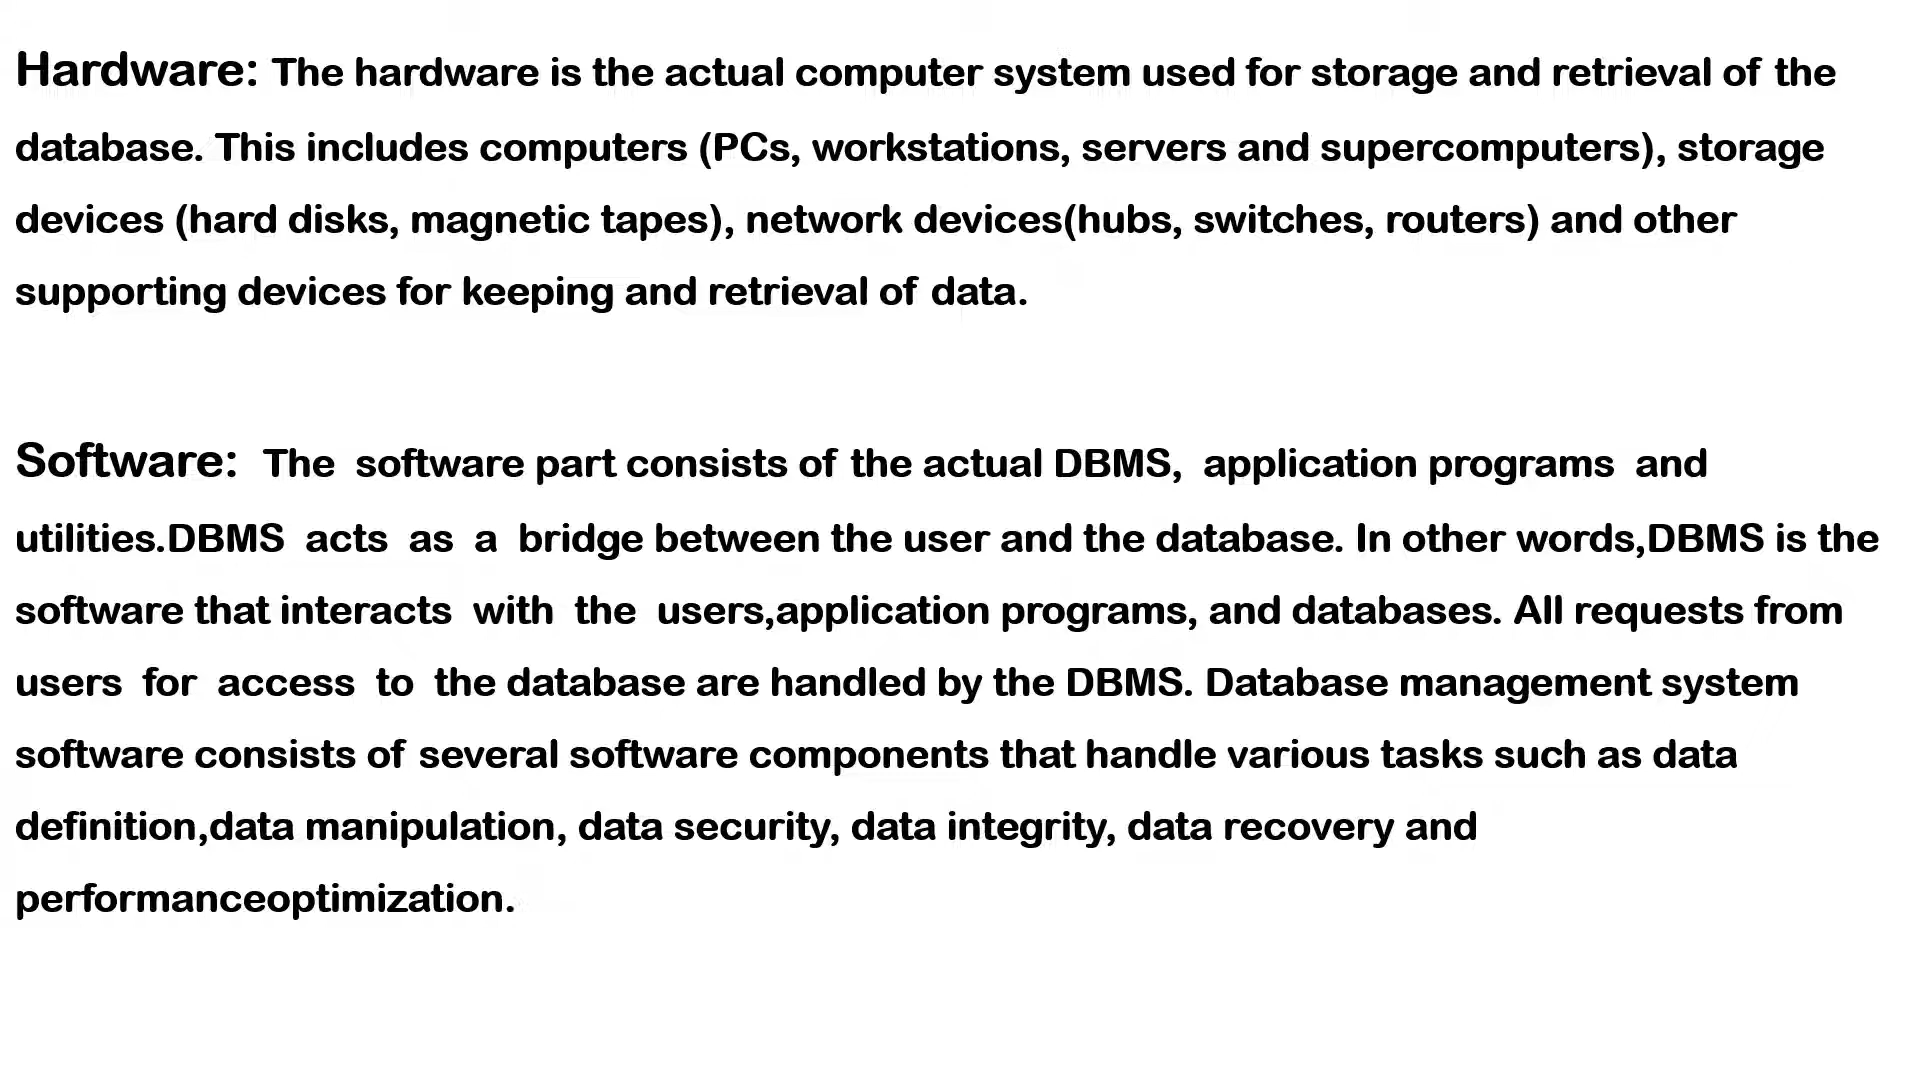 Hardware: The hardware is the actual computer system used for storage and retrieval of the
database. This includes computers (PCs, workstations, servers and supercomputers), storage
devices (hard disks, magnetic tapes), network devices(hubs, switches, routers) and other
supporting devices for keeping and retrieval of data.
Software: The software part consists of the actual DBMS, application programs and
utilities.DBMS acts as a bridge between the user and the database. In other words,DBMS is the
software that interacts with the users,application programs, and databases. All requests from
users for access to the database are handled by the DBMS. Database management system
software consists of several software components that handle various tasks such as data
definition,data manipulation, data security, data integrity, data recovery and
performanceoptimization.